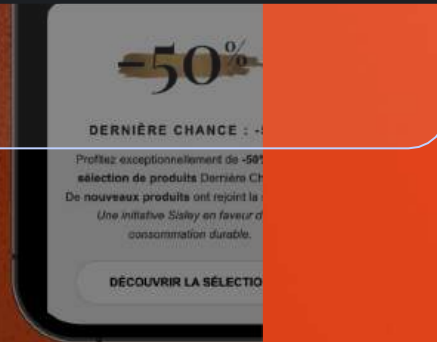 -50%
DERNIÈRE CHANCE : -
Profitez exceptionnellement de -50%
sélection de produits Dernière Ch
De nouveaux produits ont rejoint la
Une initiative Sisley en faveur d
consommation durable.
DÉCOUVRIR LA SÉLECTIO